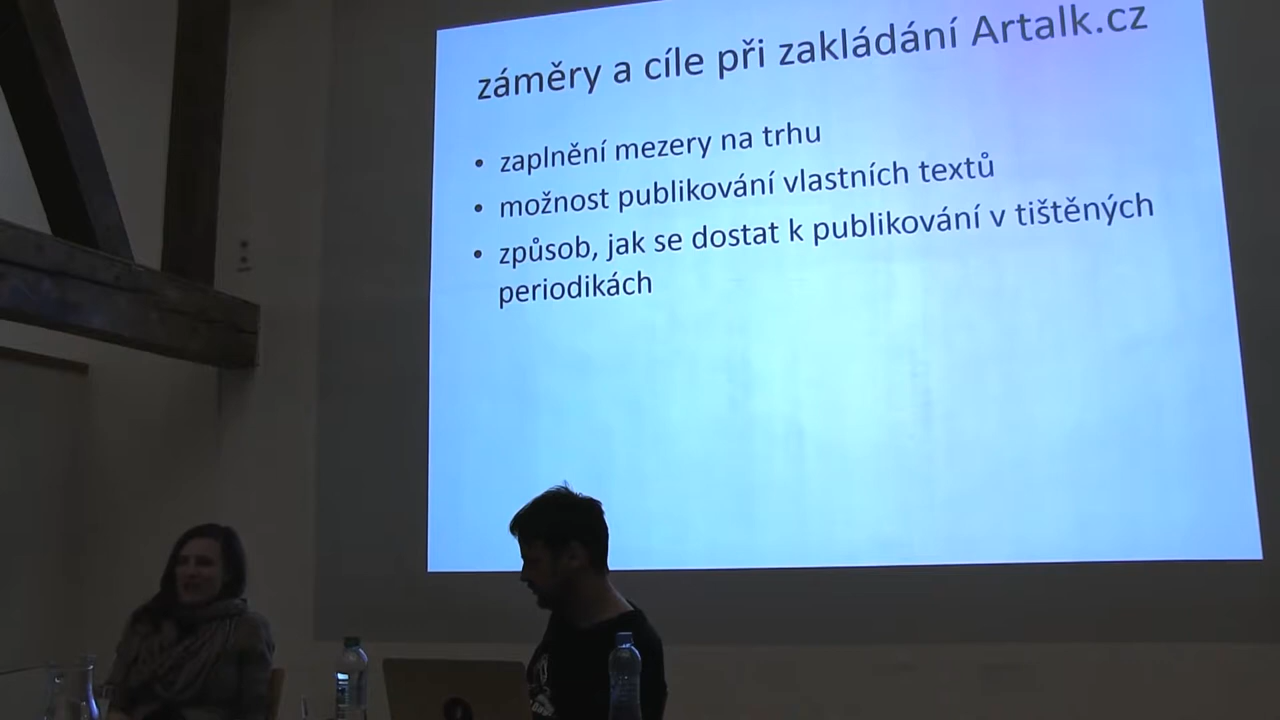 záměry a cíle při zakládání Artalk.cz
• zaplnění mezery na trhu
• možnost publikování vlastních textů
• způsob, jak se dostat k publikování v tištěných
periodikách